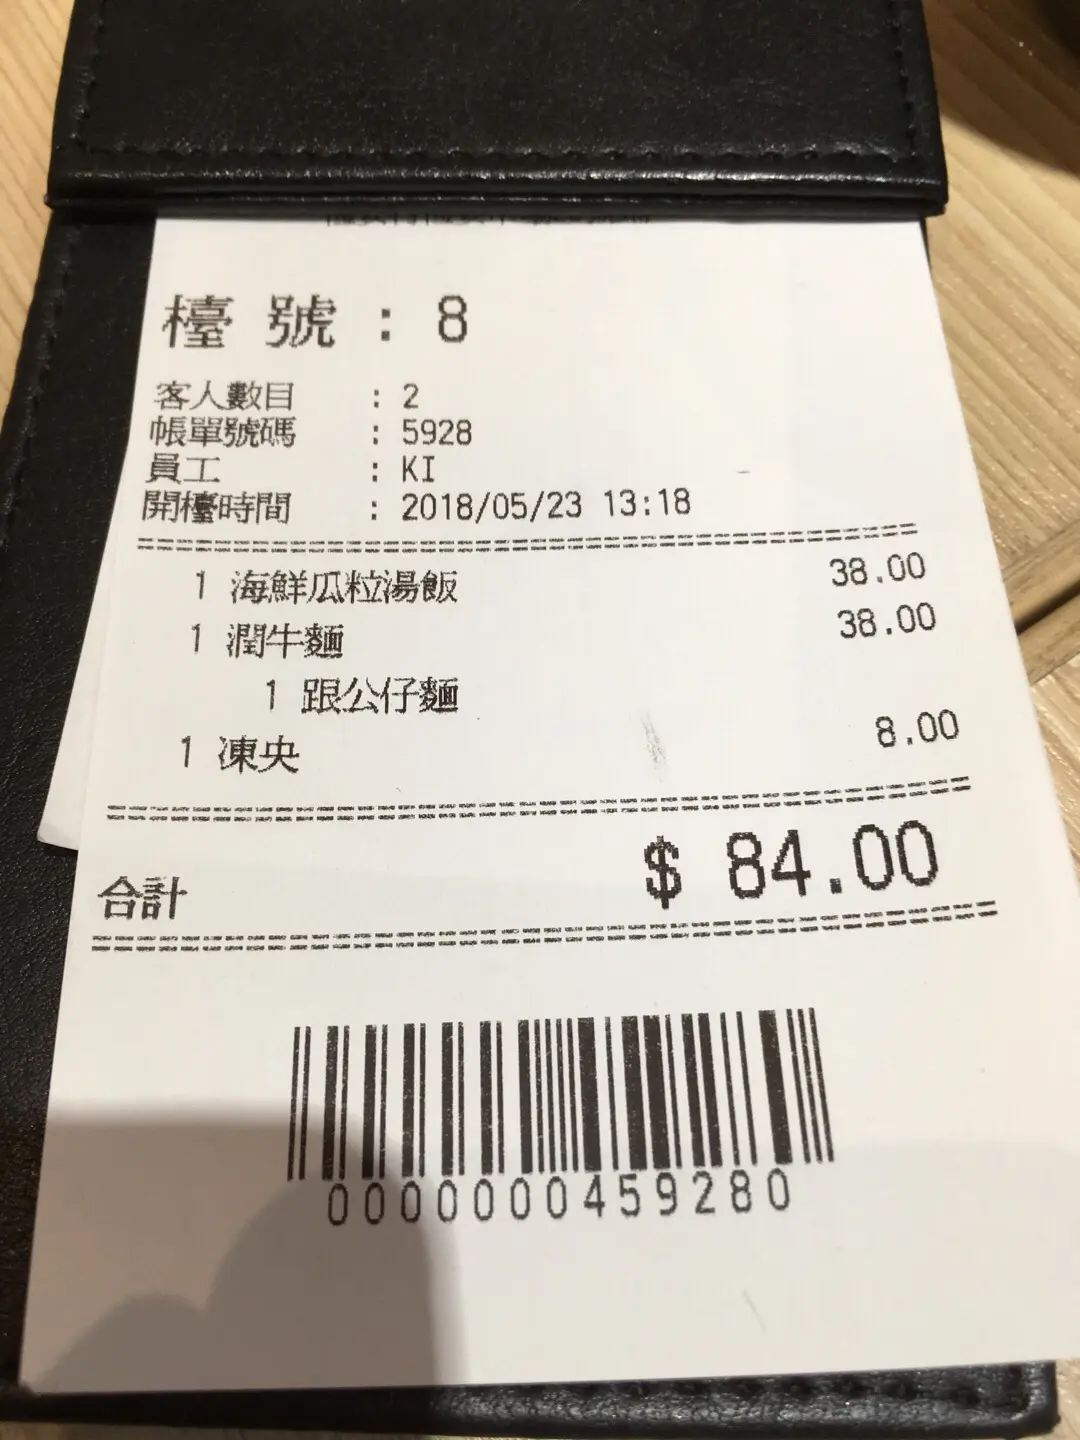 檯 號 : 8
客人數目 : 2
帳單號碼 : 5928
員工 : KI
開檯時間 : 2018/05/23 13:18
1 海鮮瓜粒湯飯 38.00
1 潤牛麵 38.00
1 跟公仔麵
1 凍央 8.00
合計 $ 84.00
0000000459280